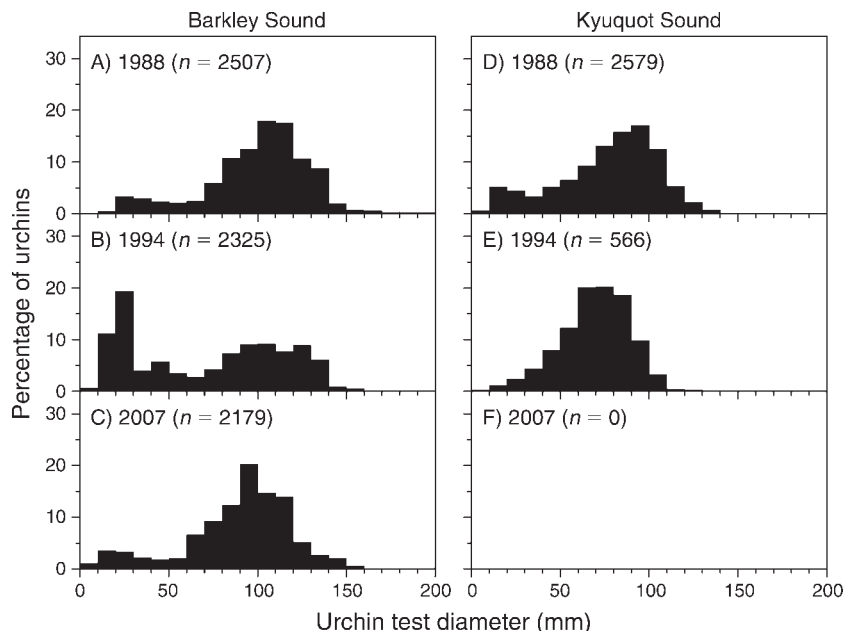 Barkley Sound
Kyuquot Sound
A) 1988 (n = 2507)
D) 1988 (n = 2579)
30
20
10
0
B) 1994 (n = 2325)
E) 1994 (n = 566)
30
20
10
0
C) 2007 (n = 2179)
F) 2007 (n = 0)
30
20
10
0
0 50 100 150 200
0 50 100 150 200
Percentage of urchins
Urchin test diameter (mm)